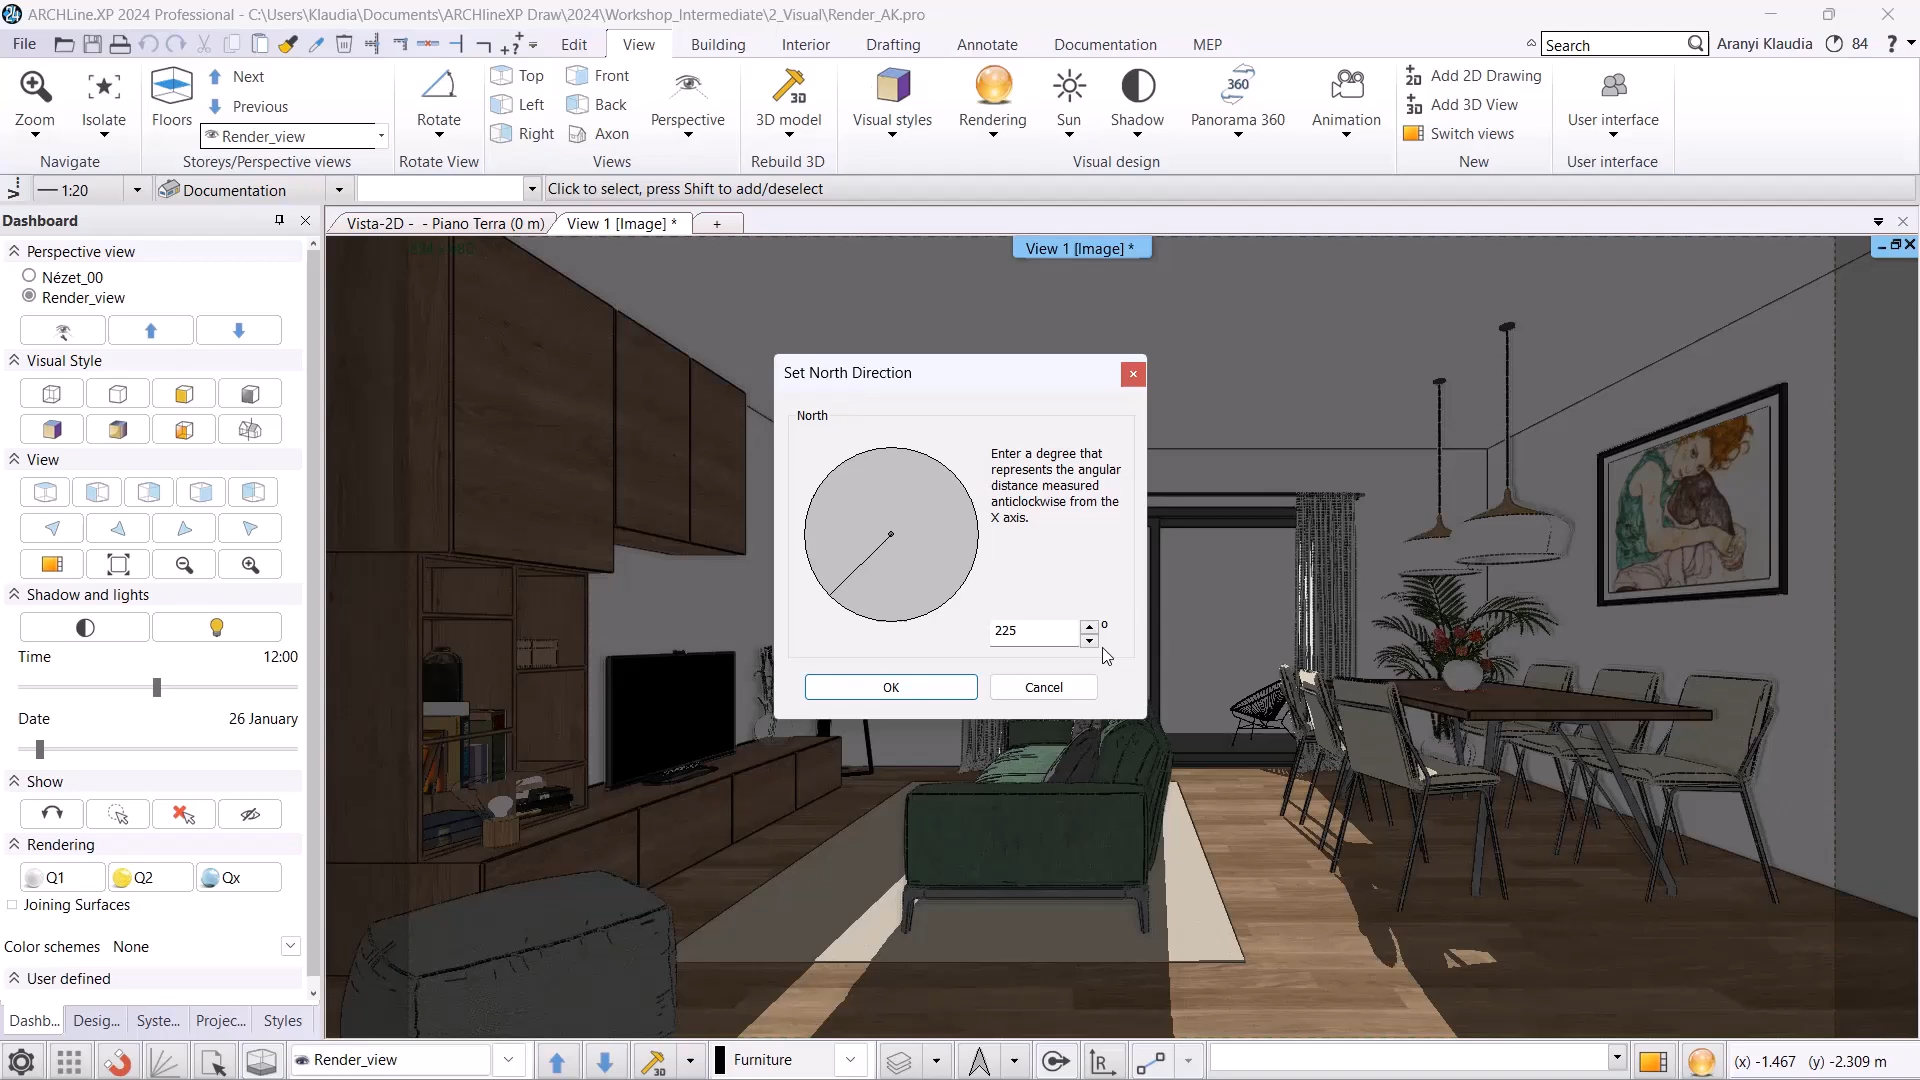 ARCHLine.XP 2024 Professional - C:\Users\Klaudia\Documents\ARCHlineXP Draw\2024\Workshop_Intermediate\2_Visual\Render_AK.pro
File
Edit
View
Building
Interior
Drafting
Annotate
Documentation
MEP
Search
Aranyi Klaudia
84
?
Zoom
Isolate
Navigate
Floors
Next
Previous
Render_view
Storeys/Perspective views
Rotate
Rotate View
Top
Left
Right
Front
Back
Axon
Perspective
Views
3D
3D model
Rebuild 3D
Visual styles
Rendering
Sun
Shadow
360
Panorama 360
Animation
Visual design
2D Add 2D Drawing
3D Add 3D View
Switch views
New
User interface
User interface
1:20
Documentation
Click to select, press Shift to add/deselect
Dashboard
Vista-2D - - Piano Terra (0 m)
View 1 [Image] *
+
View 1 [Image] *
Perspective view
Nézet_00
Render_view
Visual Style
View
Shadow and lights
Time 12:00
Date 26 January
Show
Rendering
Q1
Q2
Qx
Joining Surfaces
Color schemes None
User defined
Dashb...
Desig...
Syste...
Projec...
Styles
Set North Direction
North
Enter a degree that
represents the angular
distance measured
anticlockwise from the
X axis.
225
o
OK
Cancel
Render_view
3D
Furniture
R
(x) -1.467 (y) -2.309 m